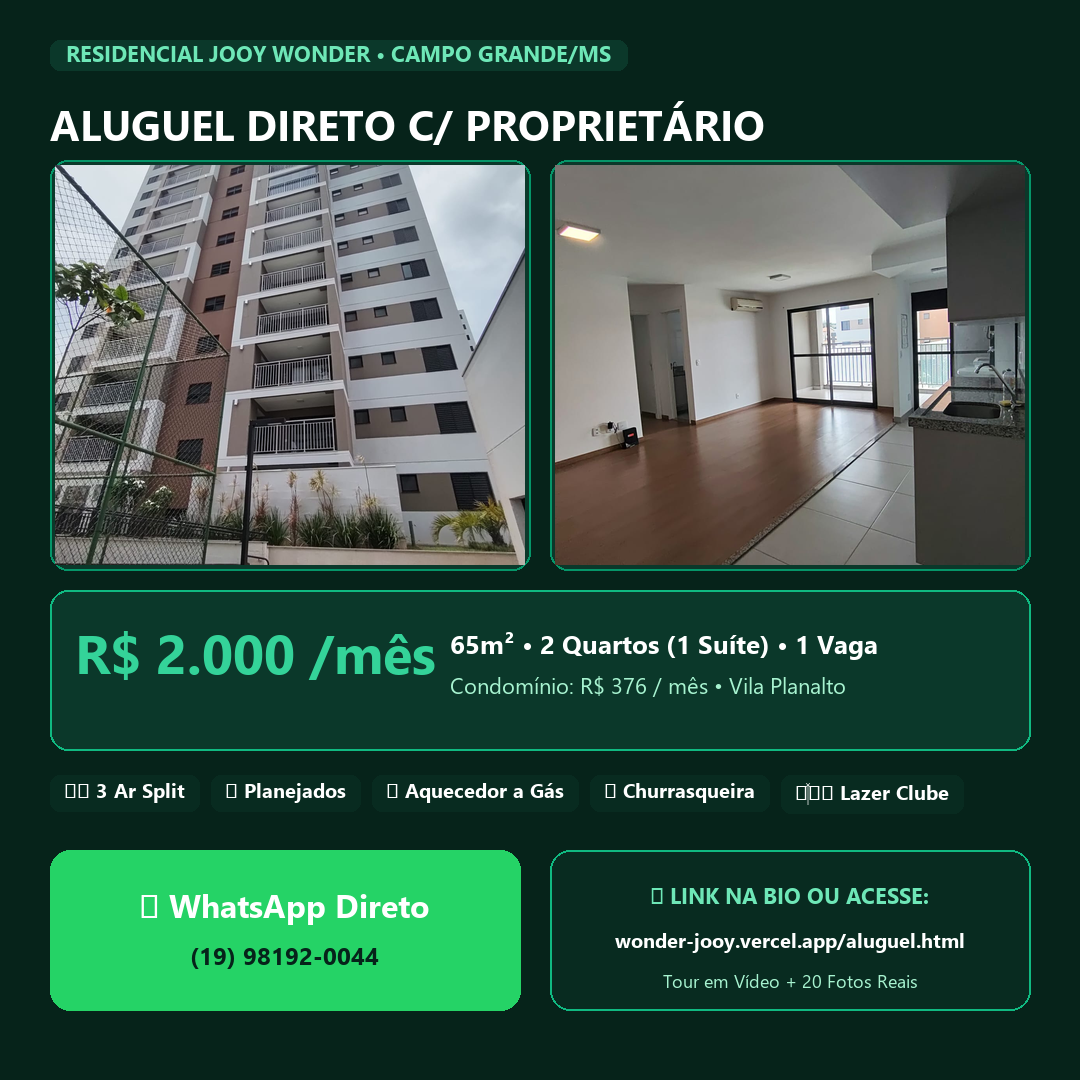 RESIDENCIAL JOOY WONDER • CAMPO GRANDE/MS
ALUGUEL DIRETO C/ PROPRIETÁRIO
R$ 2.000 /mês
65m² • 2 Quartos (1 Suíte) • 1 Vaga
Condomínio: R$ 376 / mês • Vila Planalto
3 Ar Split
Planejados
Aquecedor a Gás
Churrasqueira
Lazer Clube
WhatsApp Direto
(19) 98192-0044
LINK NA BIO OU ACESSE:
wonder-jooy.vercel.app/aluguel.html
Tour em Vídeo + 20 Fotos Reais